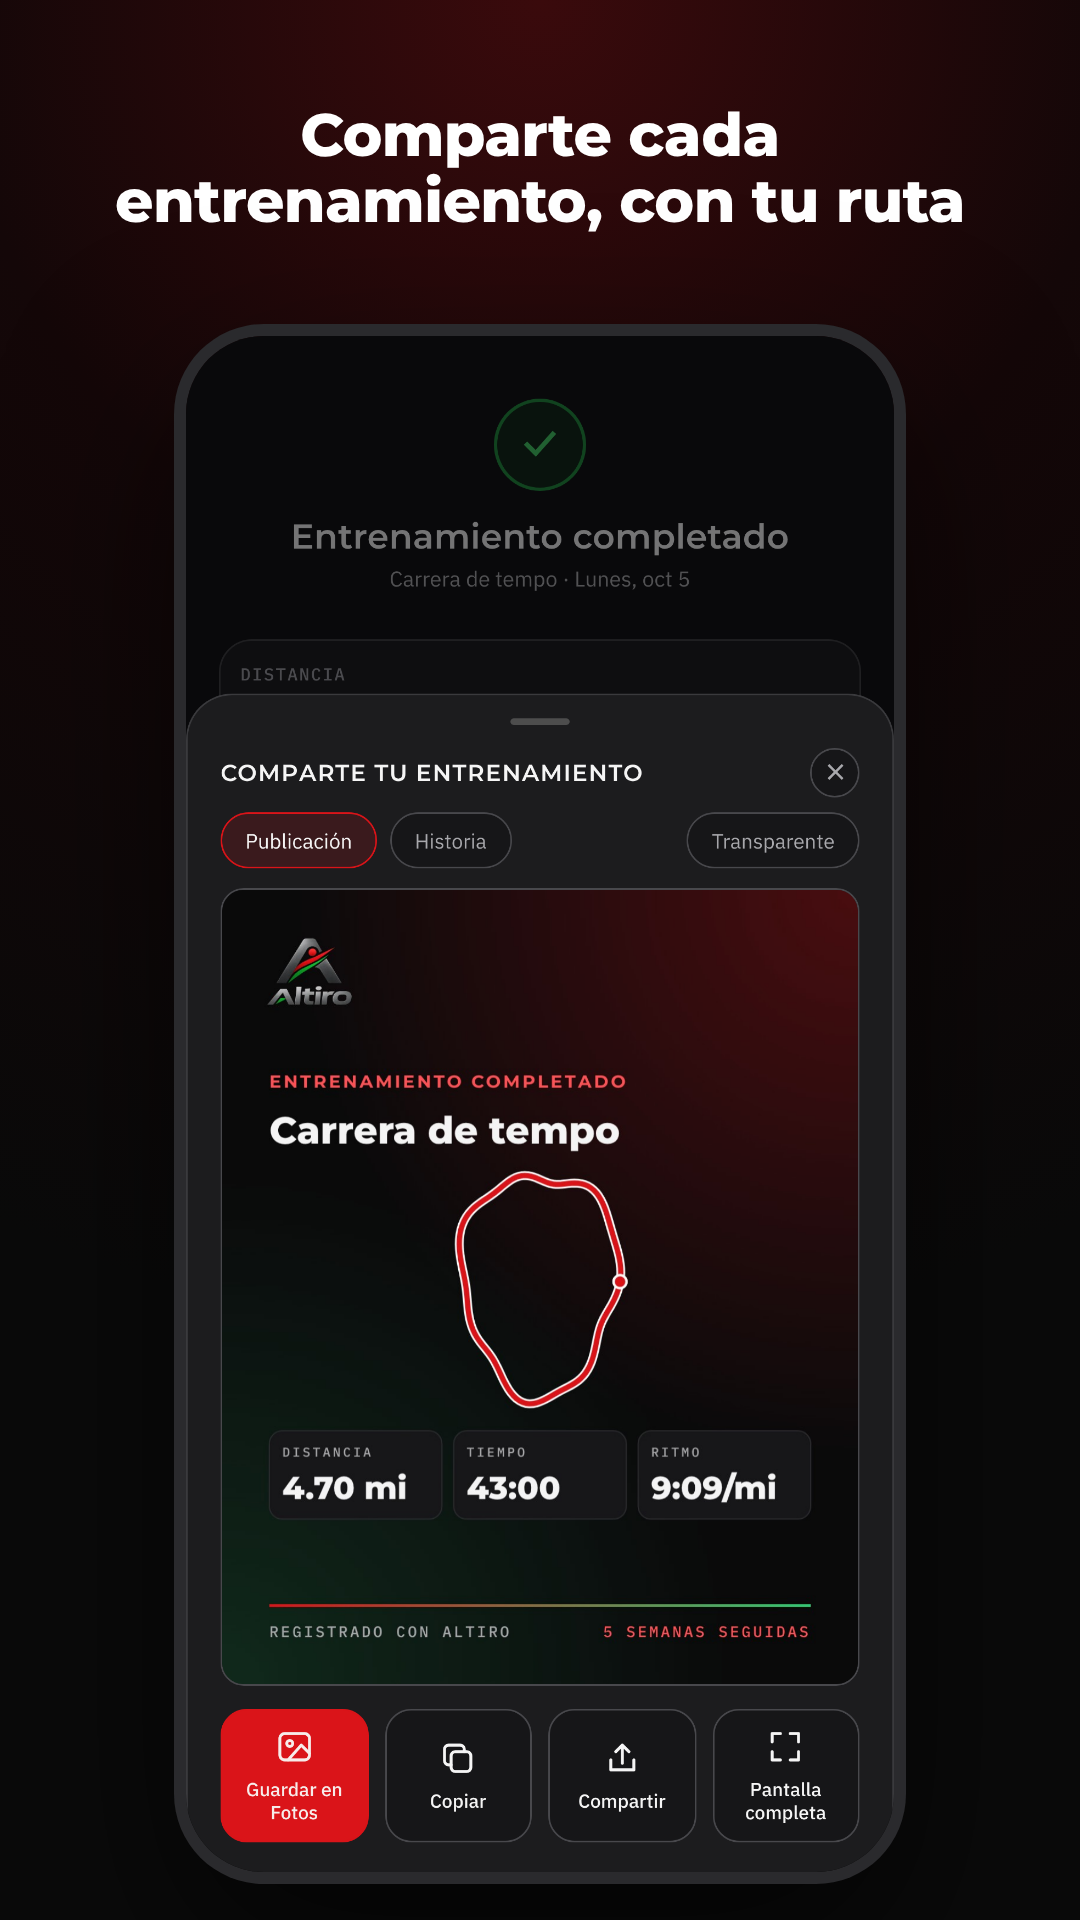 Comparte cada
entrenamiento, con tu ruta
Entrenamiento completado
Carrera de tempo · Lunes, oct 5
DISTANCIA
COMPARTE TU ENTRENAMIENTO
Publicación
Historia
Transparente
Altiro
ENTRENAMIENTO COMPLETADO
Carrera de tempo
DISTANCIA
4.70 mi
TIEMPO
43:00
RITMO
9:09/mi
REGISTRADO CON ALTIRO
5 SEMANAS SEGUIDAS
Guardar en
Fotos
Copiar
Compartir
Pantalla
completa